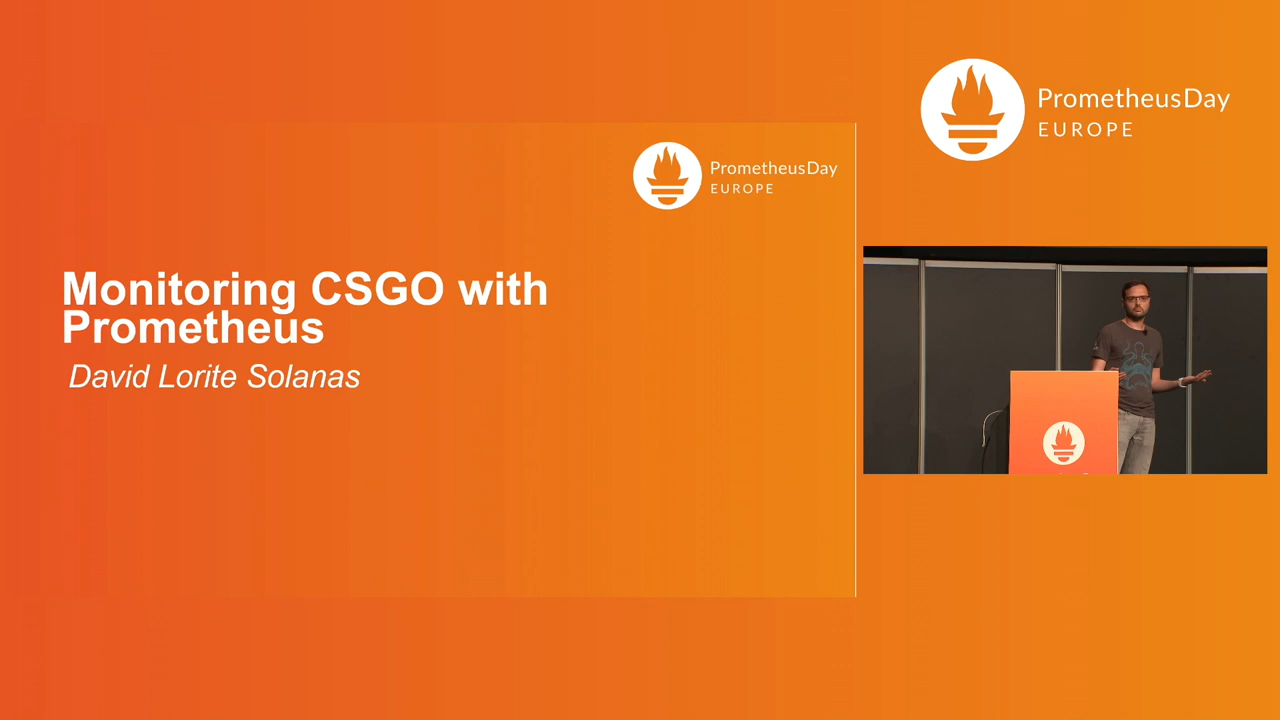 PrometheusDay
EUROPE
PrometheusDay
EUROPE
Monitoring CSGO with
Prometheus
David Lorite Solanas